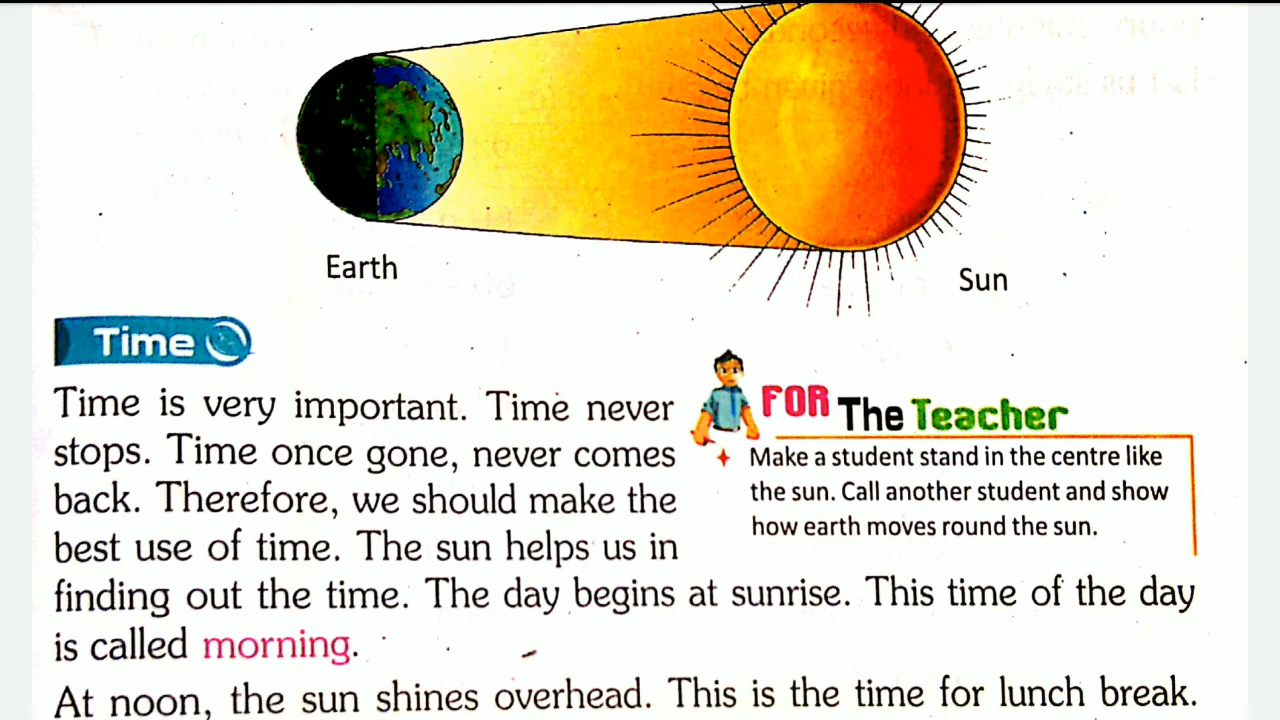 Earth
Sun
Time
Time is very important. Time never
stops. Time once gone, never comes
back. Therefore, we should make the
best use of time. The sun helps us in
finding out the time. The day begins at sunrise. This time of the day
is called morning.
FOR The Teacher
Make a student stand in the centre like
the sun. Call another student and show
how earth moves round the sun.
At noon, the sun shines overhead. This is the time for lunch break.